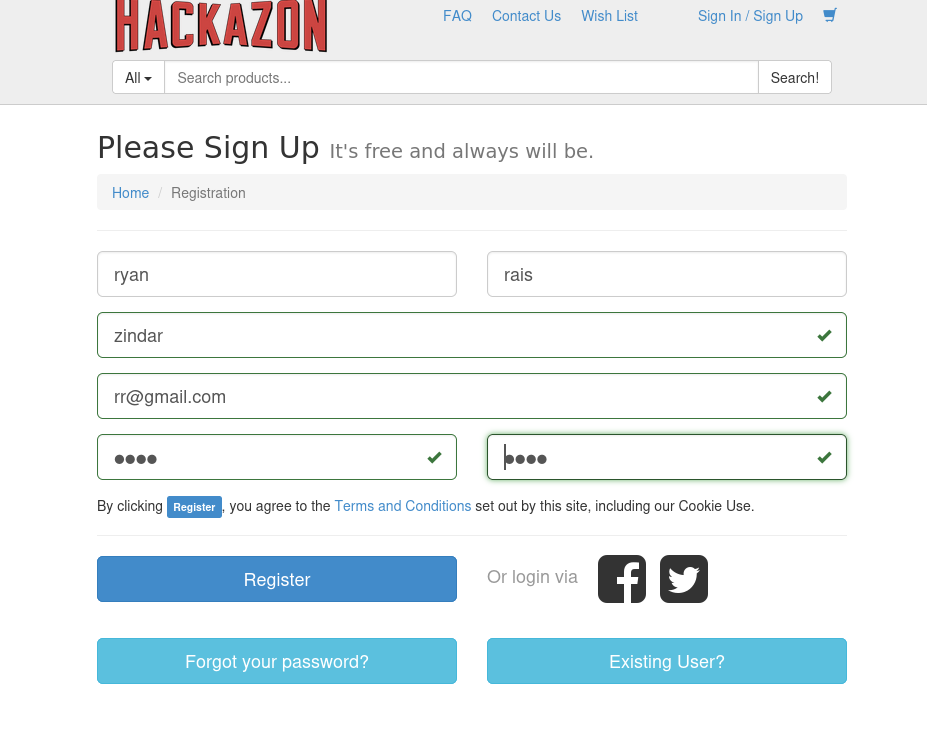 HACKAZON
FAQ Contact Us Wish List Sign In / Sign Up
All Search products... Search!
Please Sign Up It's free and always will be.
Home / Registration
ryan rais
zindar
rr@gmail.com
●●●● ●●●●
By clicking Register, you agree to the Terms and Conditions set out by this site, including our Cookie Use.
Register Or login via
Forgot your password? Existing User?